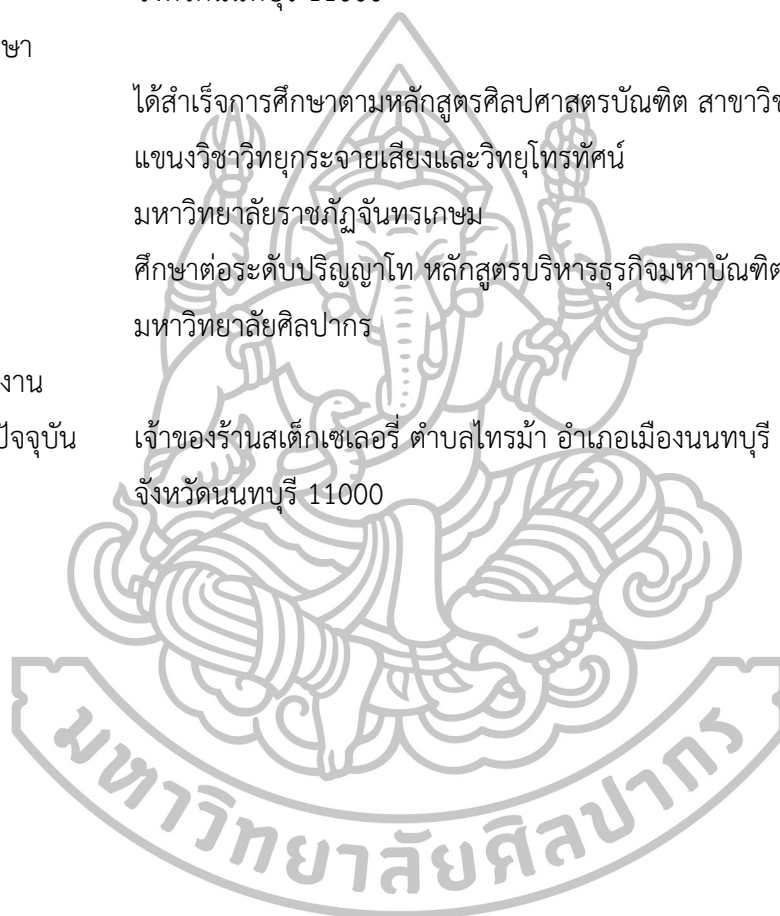 จังหวัดนนทบุรี 11000
ษา
ได้สำเร็จการศึกษาตามหลักสูตรศิลปศาสตรบัณฑิต สาขาวิช
แขนงวิชาวิทยุกระจายเสียงและวิทยุโทรทัศน์
มหาวิทยาลัยราชภัฏจันทรเกษม
ศึกษาต่อระดับปริญญาโท หลักสูตรบริหารธุรกิจมหาบัณฑิต
มหาวิทยาลัยศิลปากร
งาน
ปัจจุบัน เจ้าของร้านสเต็กเซเลอรี่ ตำบลไทรม้า อำเภอเมืองนนทบุรี
จังหวัดนนทบุรี 11000
มหาวิทยาลัยศิลปากร